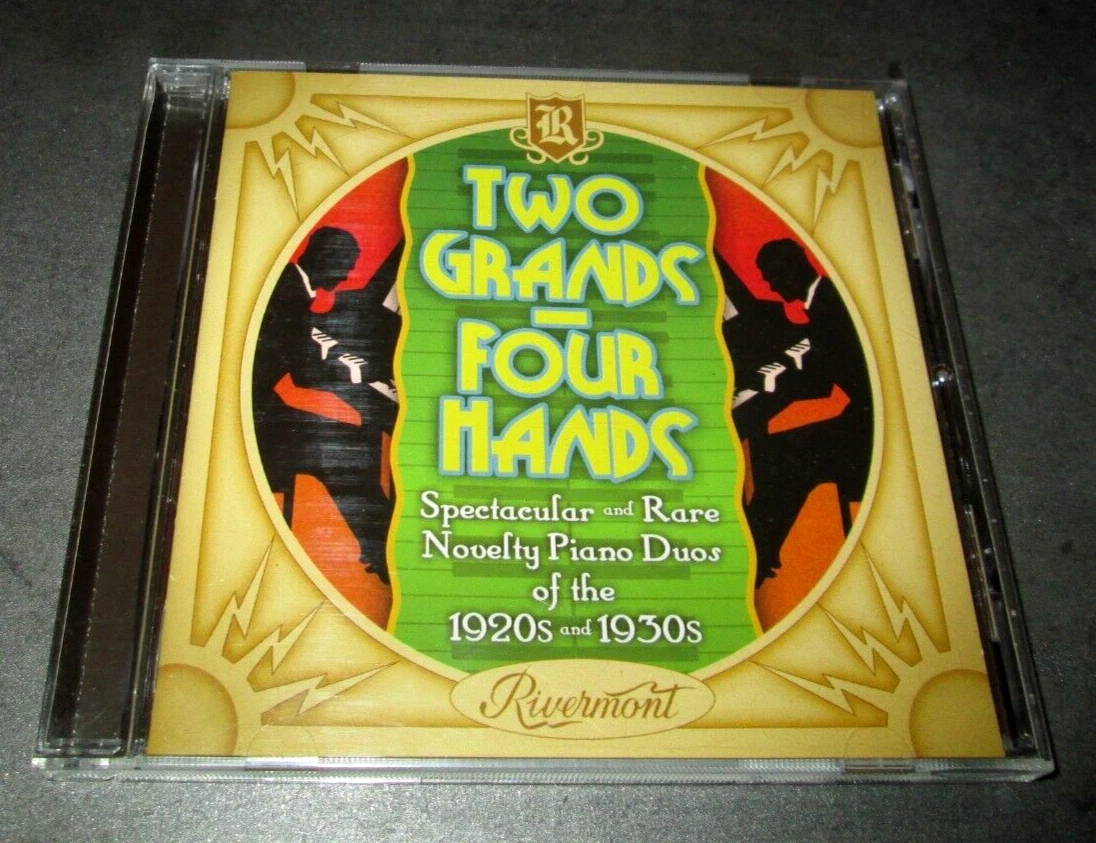 R
TWO
GRANDS
–
FOUR
HANDS
Spectacular and Rare
Novelty Piano Duos
of the
1920s and 1930s
Rivermont